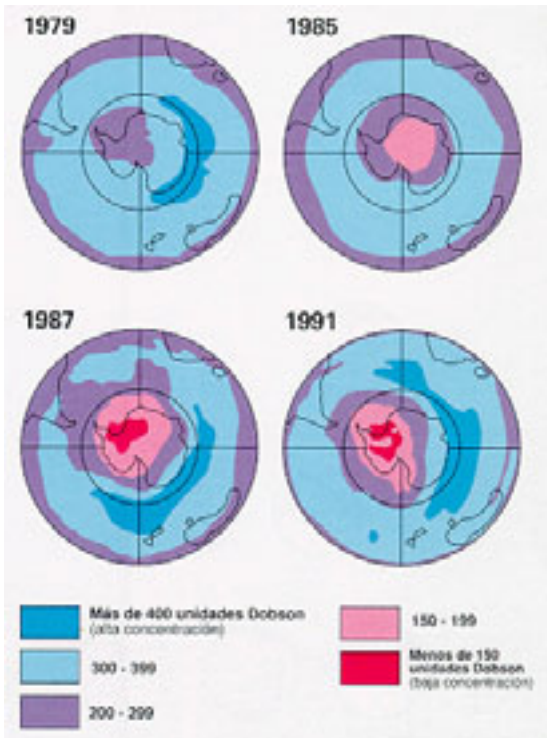 1979
1985
1987
1991
Más de 400 unidades Dobson
(alta concentración)
300 - 399
200 - 299
150 - 199
Menos de 150
unidades Dobson
(baja concentración)